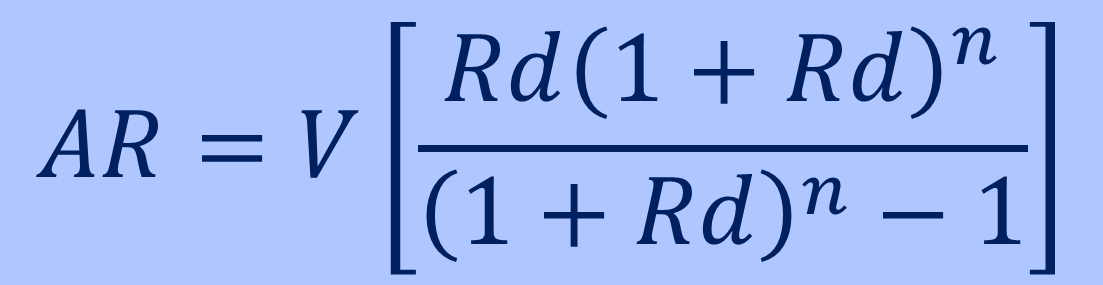 AR = V [ Rd(1 + Rd)ⁿ / (1 + Rd)ⁿ − 1 ]